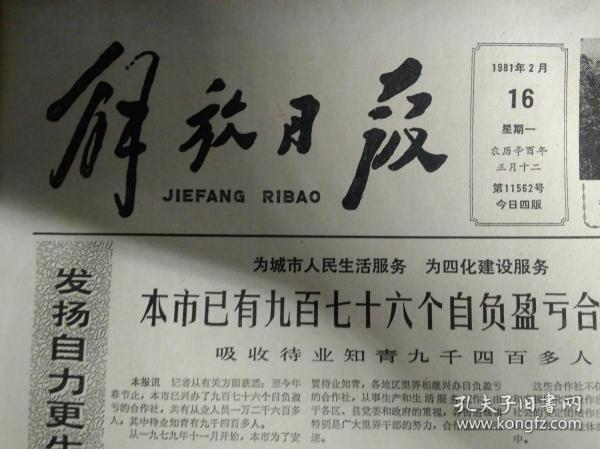 解放日报
JIEFANG RIBAO
1981年2月
16
星期一
农历辛酉年
正月十二
第11562号
今日四版
发扬自力更生
为城市人民生活服务 为四化建设服务
本市已有九百七十六个自负盈亏合
吸收待业知青九千四百多人
本报讯 记者从有关方面获悉：至今年
春节止，本市已兴办了九百七十六个自负盈
亏的合作社，共有从业人员一万二千六百多
人，其中待业知青有九千四百多人。
从一九七九年十一月开始，本市为了安
置待业知青，各地区里弄相继兴办自负盈亏
的合作社，从事生产和生活服务
于各区、县党委和政府的重视，
特别是广大里弄干部的努力，合
速。
这些合作社不仅
中。
孔夫子旧书网